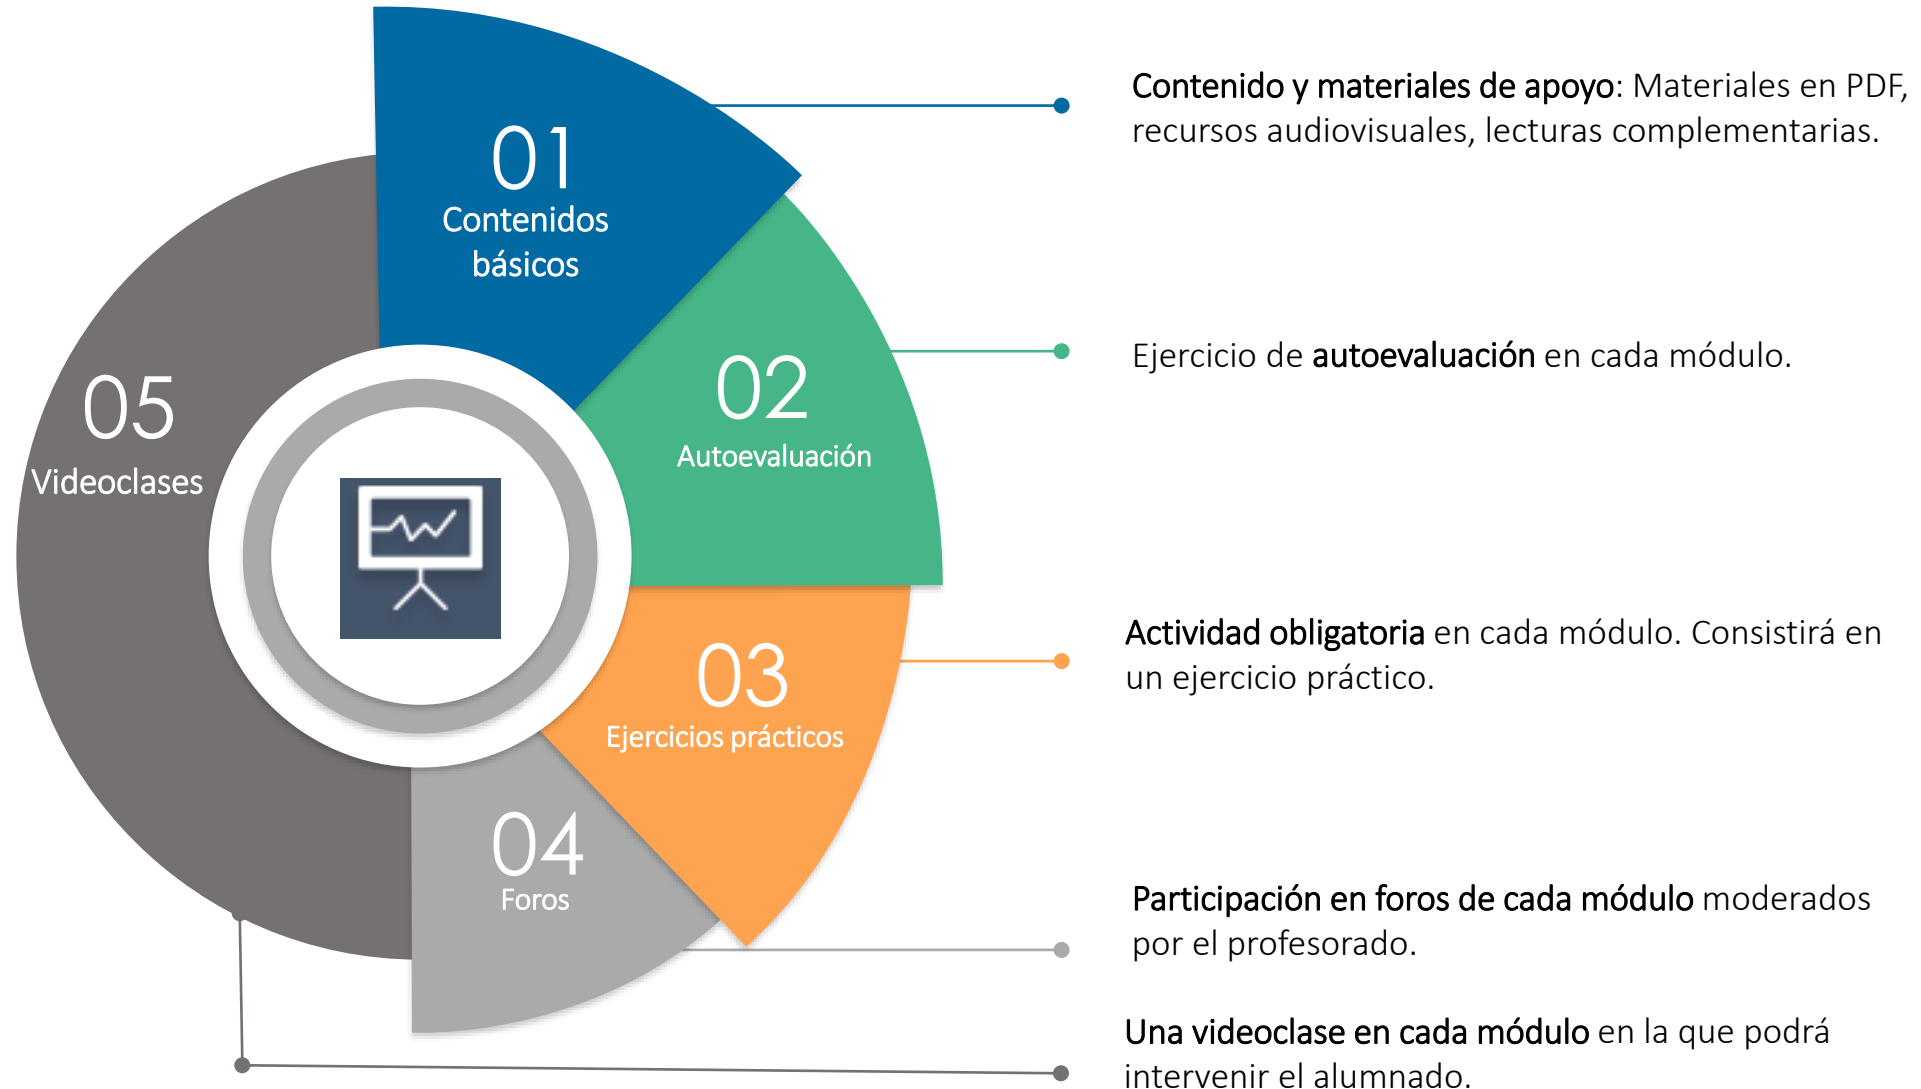 01
Contenidos
básicos
Contenido y materiales de apoyo: Materiales en PDF,
recursos audiovisuales, lecturas complementarias.
02
Autoevaluación
Ejercicio de autoevaluación en cada módulo.
03
Ejercicios prácticos
Actividad obligatoria en cada módulo. Consistirá en
un ejercicio práctico.
04
Foros
Participación en foros de cada módulo moderados
por el profesorado.
05
Videoclases
Una videoclase en cada módulo en la que podrá
intervenir el alumnado.